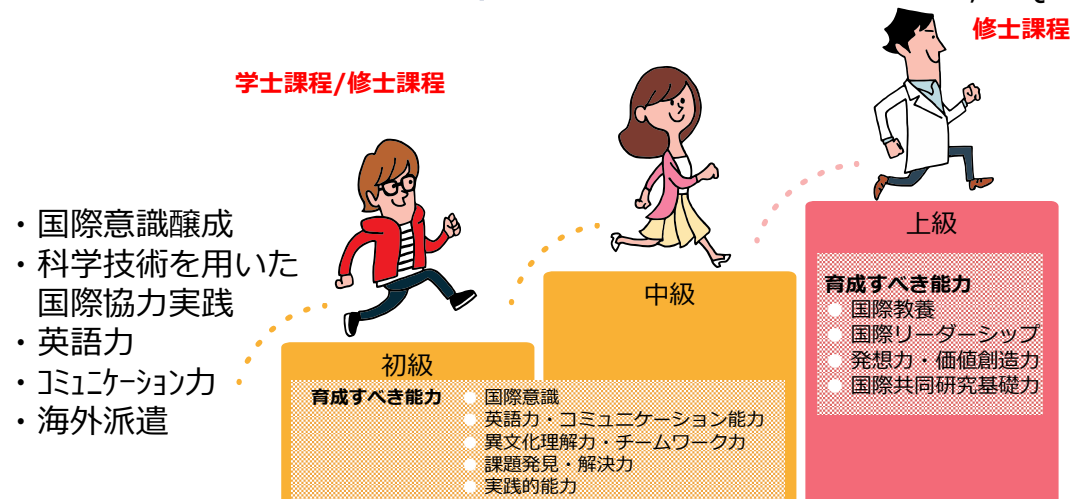 修士課程
学士課程/修士課程
・国際意識醸成
・科学技術を用いた
国際協力実践
・英語力
・ｺﾐｭﾆｹｰｼｮﾝ力
・海外派遣
上級
育成すべき能力
国際教養
国際リーダーシップ
発想力・価値創造力
国際共同研究基礎力
中級
初級
育成すべき能力
国際意識
英語力・コミュニケーション能力
異文化理解力・チームワーク力
課題発見・解決力
実践的能力